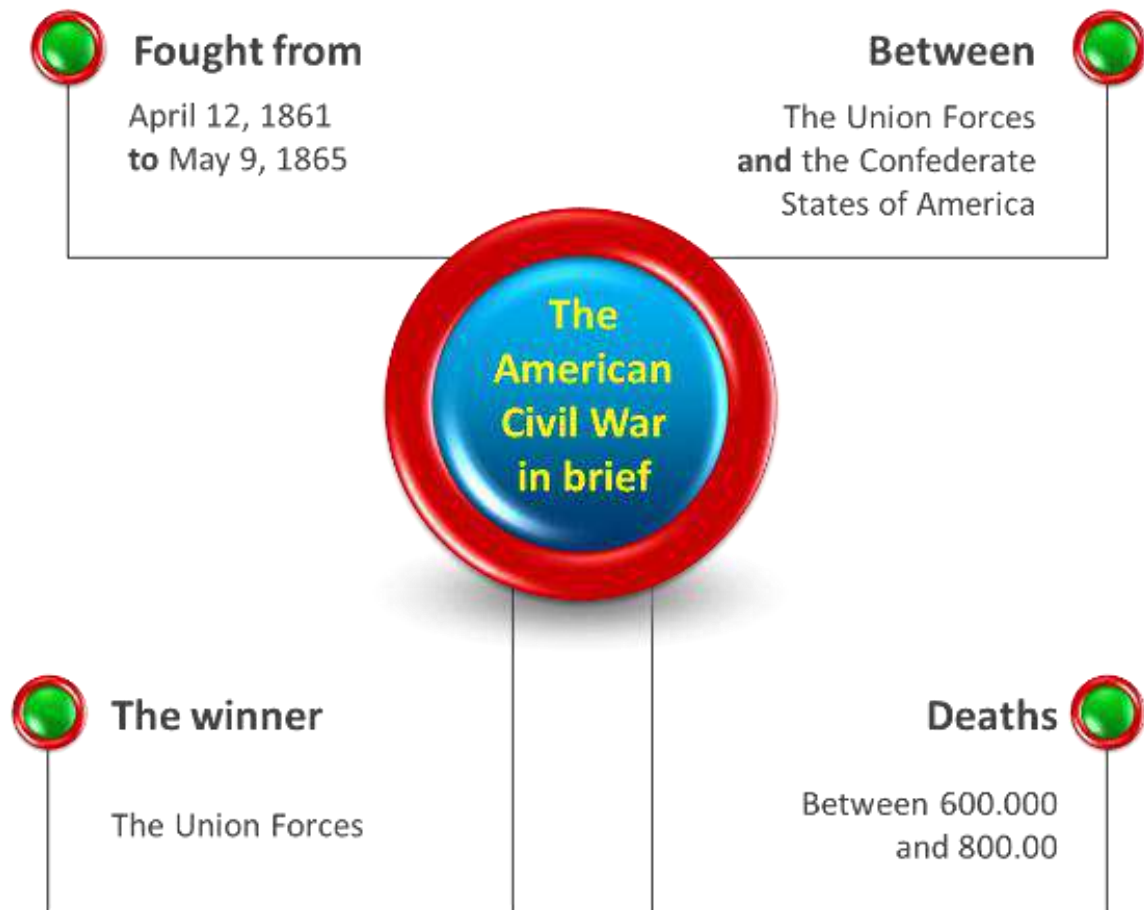 Fought from
April 12, 1861
to May 9, 1865
Between
The Union Forces
and the Confederate
States of America
The
American
Civil War
in brief
The winner
The Union Forces
Deaths
Between 600.000
and 800.00